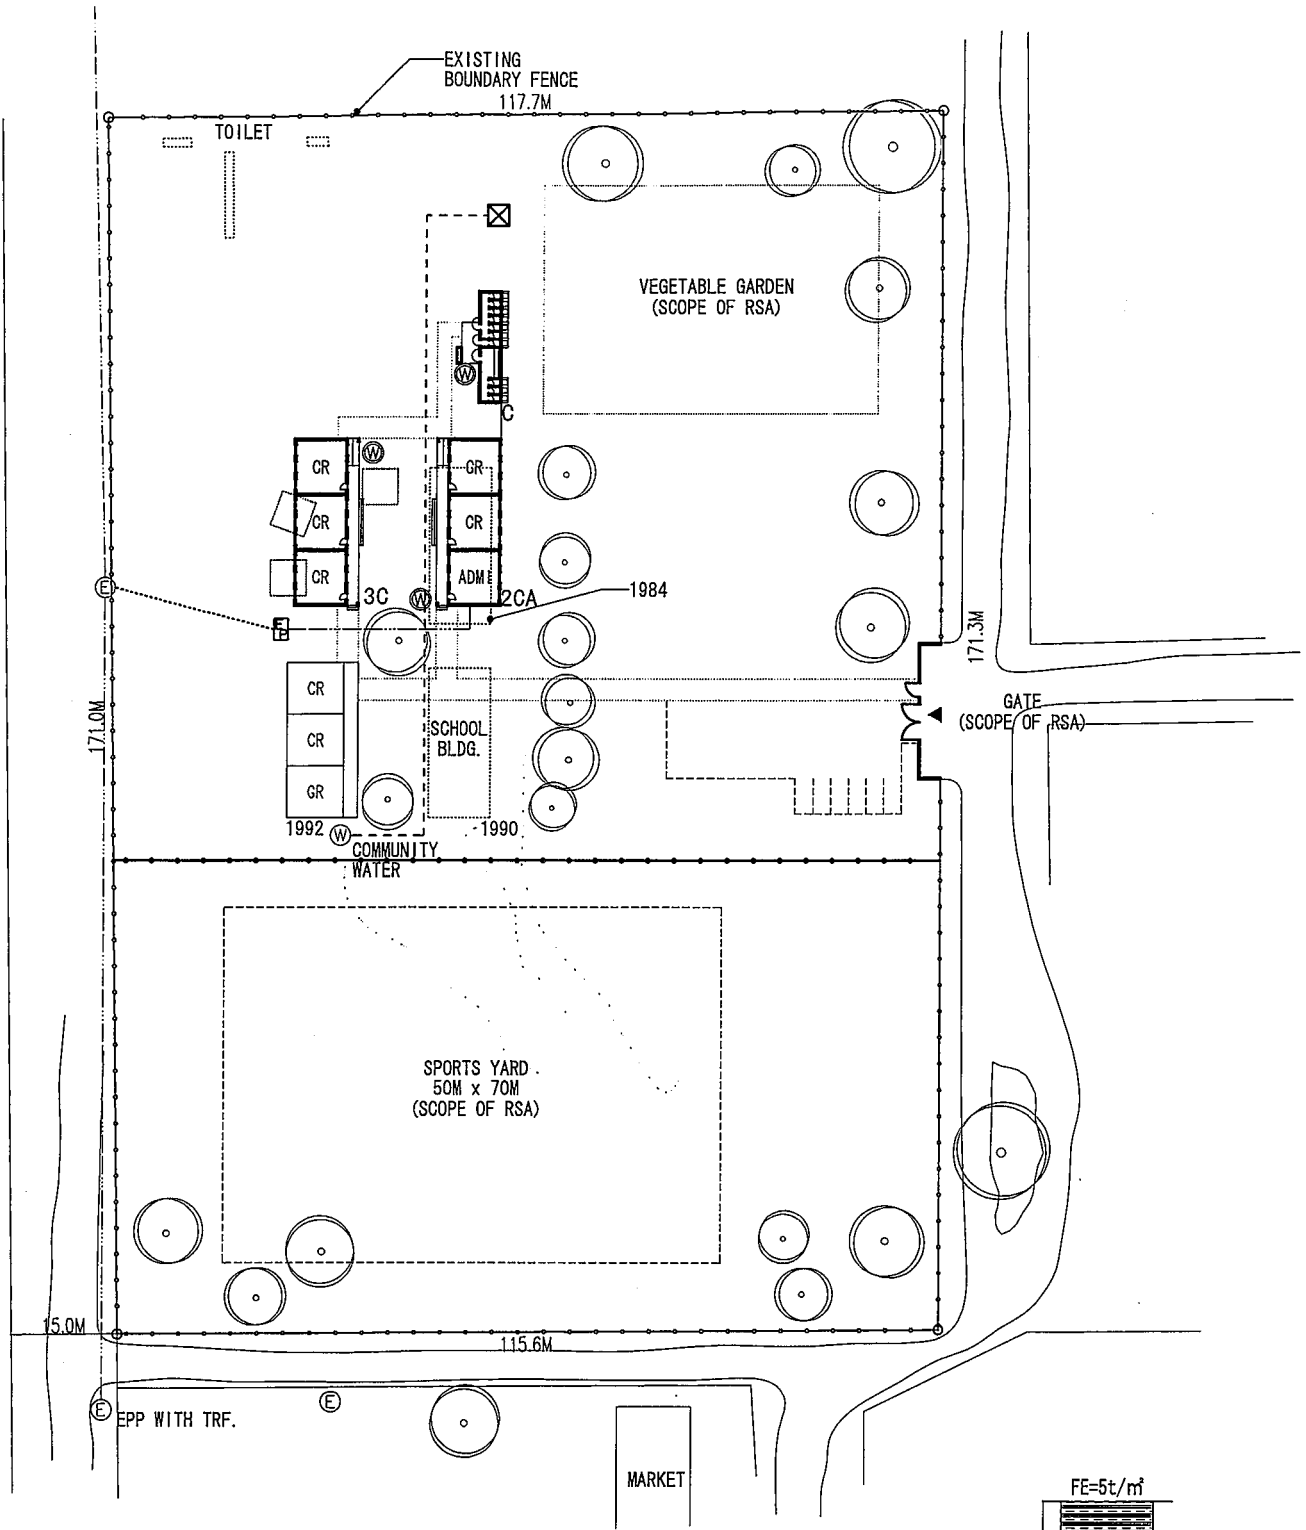 EXISTING
BOUNDARY FENCE
117.7M
TOILET
VEGETABLE GARDEN
(SCOPE OF RSA)
W
C
W
CR
CR
CR
CR
CR
ADMI
E
3C
W
2CA
1984
171.3M
171.0M
CR
CR
CR
SCHOOL
BLDG.
GATE
(SCOPE OF RSA)
1992
W
1990
COMMUNITY
WATER
SPORTS YARD
50M x 70M
(SCOPE OF RSA)
15.0M
115.6M
E
E
EPP WITH TRF.
MARKET
FE=5t/㎡